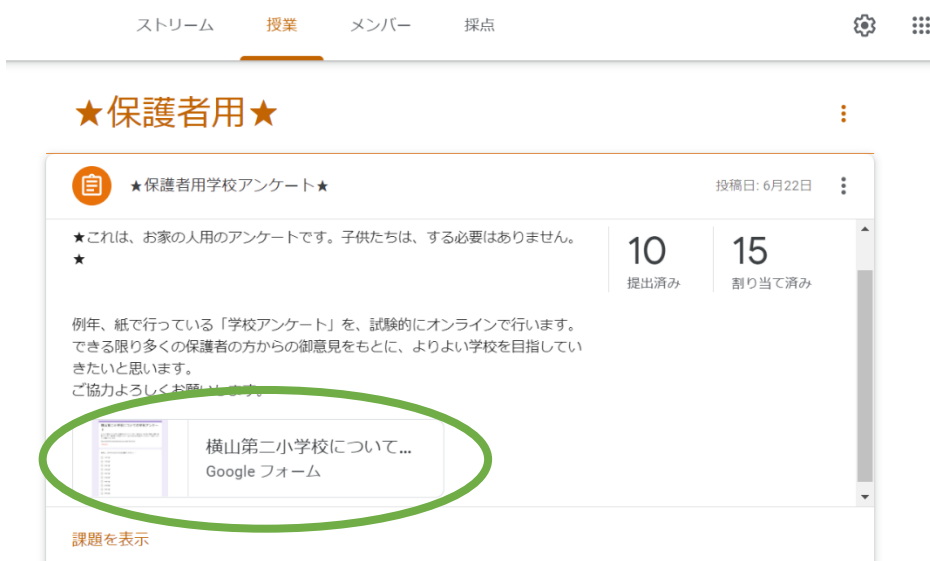 ストリーム 授業 メンバー 採点
★保護者用★
★保護者用学校アンケート★ 投稿日: 6月22日
★これは、お家の人用のアンケートです。子供たちは、する必要はありません。
★
10 15
提出済み 割り当て済み
例年、紙で行っている「学校アンケート」を、試験的にオンラインで行います。
できる限り多くの保護者の方からの御意見をもとに、よりよい学校を目指してい
きたいと思います。
ご協力よろしくお願いします。
横山第二小学校について...
Google フォーム
課題を表示